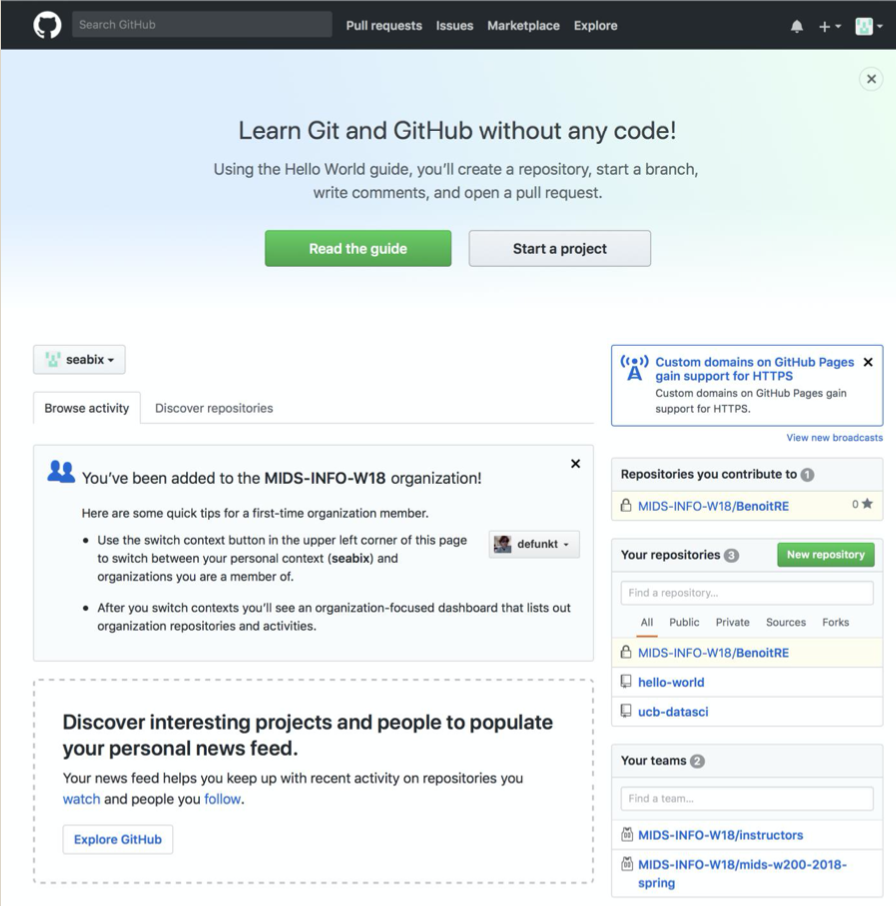 Search GitHub
Pull requests Issues Marketplace Explore
Learn Git and GitHub without any code!
Using the Hello World guide, you’ll create a repository, start a branch,
write comments, and open a pull request.
Read the guide
Start a project
seabix
Browse activity
Discover repositories
You’ve been added to the MIDS-INFO-W18 organization!
Here are some quick tips for a first-time organization member.
• Use the switch context button in the upper left corner of this page
to switch between your personal context (seabix) and
organizations you are a member of.
defunkt
• After you switch contexts you’ll see an organization-focused dashboard that lists out
organization repositories and activities.
Discover interesting projects and people to populate
your personal news feed.
Your news feed helps you keep up with recent activity on repositories you
watch and people you follow.
Explore GitHub
Custom domains on GitHub Pages
gain support for HTTPS
Custom domains on GitHub Pages gain
support for HTTPS.
View new broadcasts
Repositories you contribute to 1
MIDS-INFO-W18/BenoitRE 0
Your repositories 3
New repository
Find a repository...
All Public Private Sources Forks
MIDS-INFO-W18/BenoitRE
hello-world
ucb-datasci
Your teams 2
Find a team...
MIDS-INFO-W18/instructors
MIDS-INFO-W18/mids-w200-2018-
spring